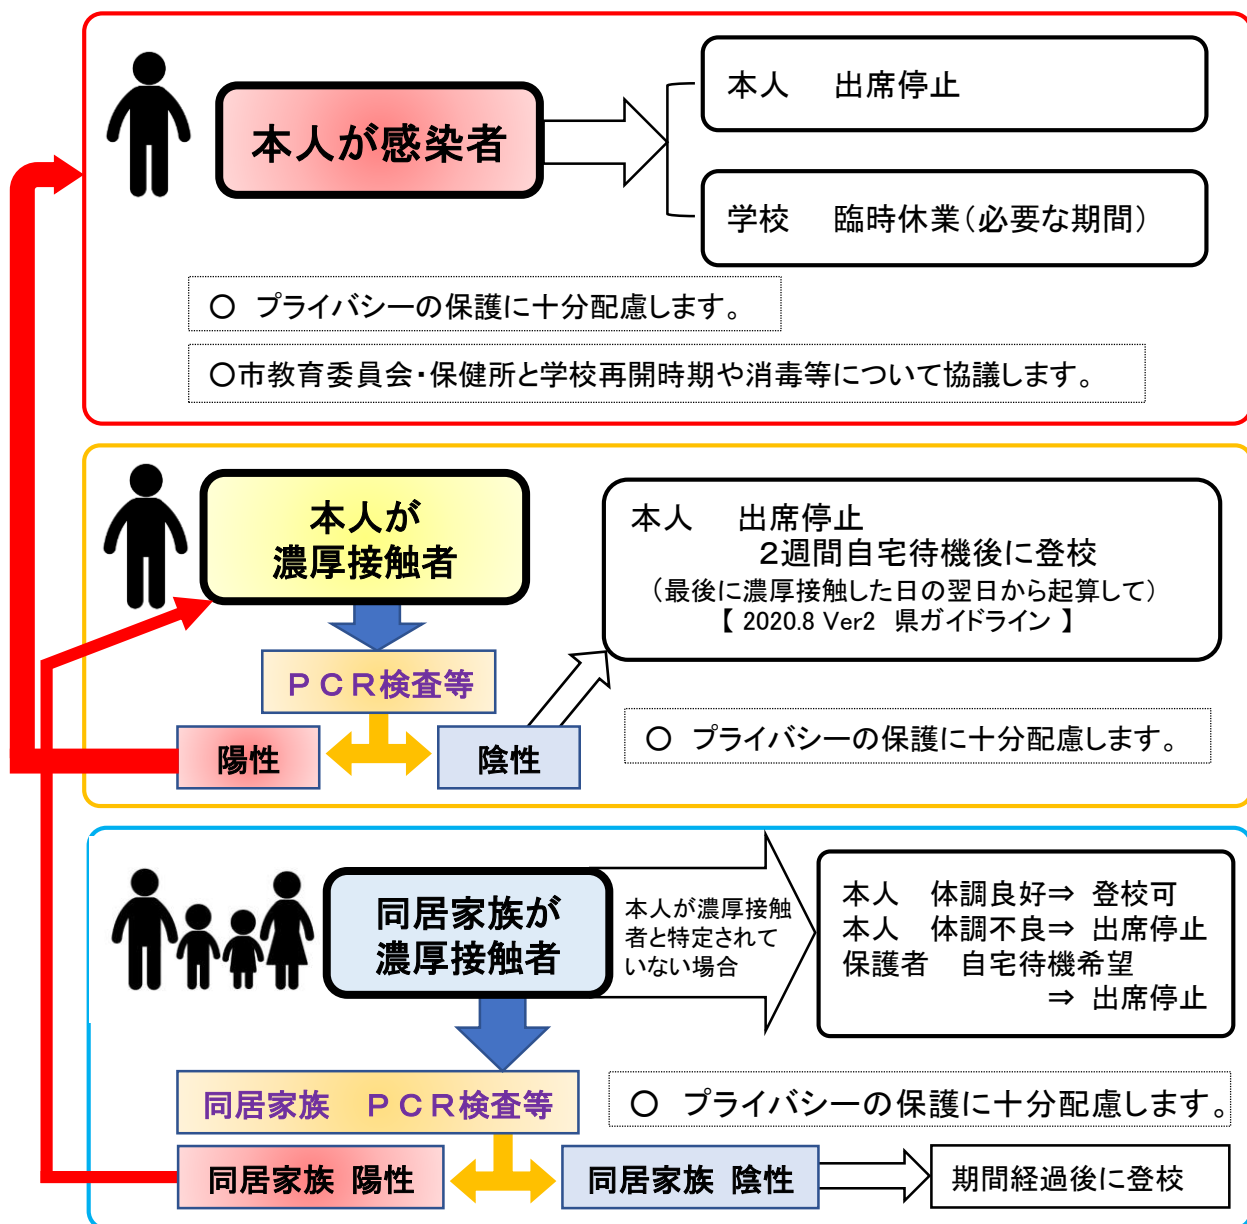 本人が感染者
本人　出席停止
学校　臨時休業（必要な期間）
○　プライバシーの保護に十分配慮します。
○市教育委員会・保健所と学校再開時期や消毒等について協議します。
本人が
濃厚接触者
本人　出席停止
２週間自宅待機後に登校
（最後に濃厚接触した日の翌日から起算して）
【 2020.8 Ver2　県ガイドライン 】
ＰＣＲ検査等
陽性
陰性
○　プライバシーの保護に十分配慮します。
同居家族が
濃厚接触者
本人が濃厚接触
者と特定されて
いない場合
本人　体調良好⇒ 登校可
本人　体調不良⇒ 出席停止
保護者　自宅待機希望
⇒ 出席停止
同居家族　ＰＣＲ検査等
○　プライバシーの保護に十分配慮します。
同居家族 陽性
同居家族 陰性
期間経過後に登校